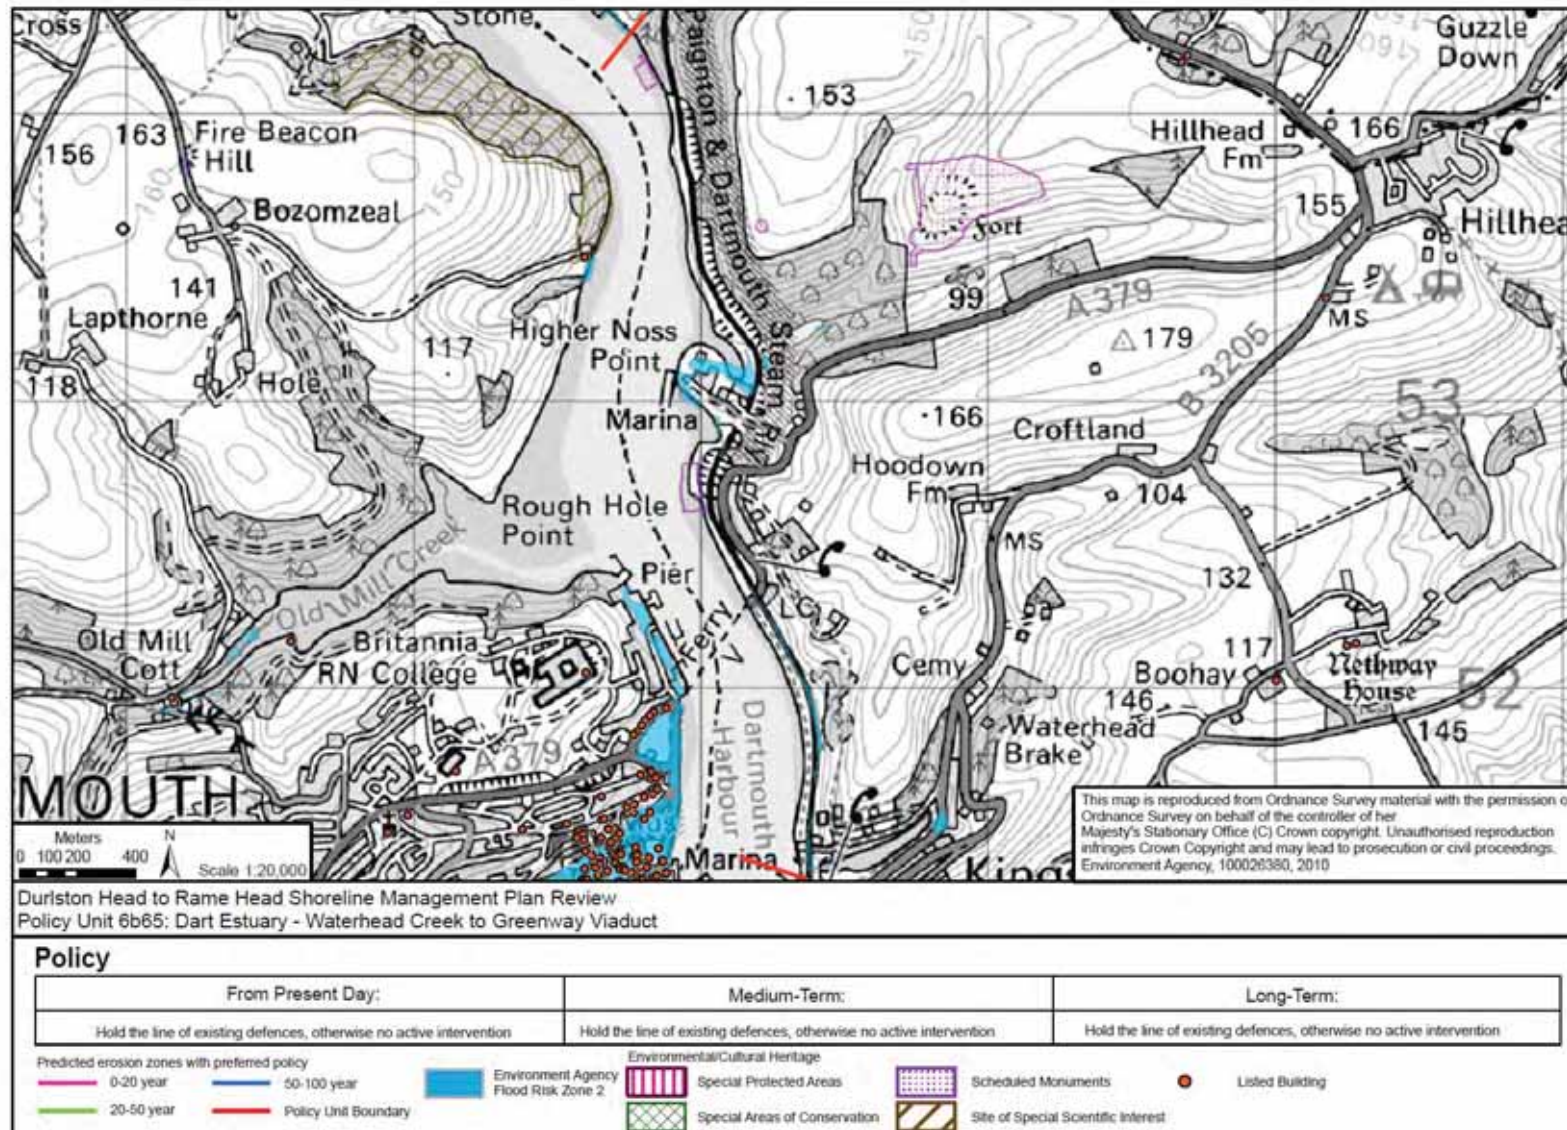 Cross
Stone
Paignton & Dartmouth
Steam Rly
150
160
Guzzle
Down
163
Fire Beacon
Hill
156
160
150
153
Hillhead
Fm
166
Bozomzeal
155
Hillhea
Fort
141
Lapthorne
Higher Noss
Point
99
A 379
MS
117
179
118
Hole
Marina
B 3205
53
166
Croftland
Hoodown
Fm
104
Rough Hole
Point
MS
Old Mill Creek
Pier
132
LC
Old Mill
Cott
Britannia
RN College
Ferry
V
Cemy
117
Boohay
Nethway
House
52
146
Waterhead
Brake
145
A 379
Dartmouth
Harbour
MOUTH
Marina
King
Meters
N
0 100 200 400
Scale 1:20,000
This map is reproduced from Ordnance Survey material with the permission o
Ordnance Survey on behalf of the controller of her
Majesty's Stationary Office (C) Crown copyright. Unauthorised reproduction
infringes Crown Copyright and may lead to prosecution or civil proceedings.
Environment Agency, 100026380, 2010
Durlston Head to Rame Head Shoreline Management Plan Review
Policy Unit 6b65: Dart Estuary - Waterhead Creek to Greenway Viaduct
Policy
From Present Day: Medium-Term: Long-Term:
Hold the line of existing defences, otherwise no active intervention Hold the line of existing defences, otherwise no active intervention Hold the line of existing defences, otherwise no active intervention
Predicted erosion zones with preferred policy
0-20 year
50-100 year
20-50 year
Policy Unit Boundary
Environment Agency
Flood Risk Zone 2
Environmental/Cultural Heritage
Special Protected Areas
Scheduled Monuments
Listed Building
Special Areas of Conservation
Site of Special Scientific Interest